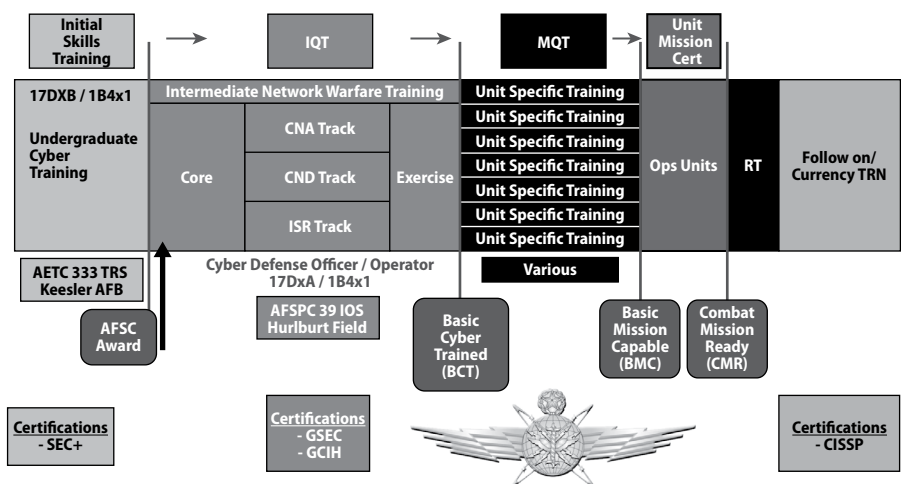 Initial
Skills
Training
IQT
MQT
Unit
Mission
Cert
17DXB / 1B4x1
Undergraduate
Cyber
Training
Intermediate Network Warfare Training
Core
CNA Track
CND Track
ISR Track
Exercise
Unit Specific Training
Unit Specific Training
Unit Specific Training
Unit Specific Training
Unit Specific Training
Unit Specific Training
Unit Specific Training
Ops Units
RT
Follow on/
Currency TRN
AETC 333 TRS
Keesler AFB
Cyber Defense Officer / Operator
17DxA / 1B4x1
Various
AFSPC 39 IOS
Hurlburt Field
AFSC
Award
Basic
Cyber
Trained
(BCT)
Basic
Mission
Capable
(BMC)
Combat
Mission
Ready
(CMR)
Certifications
- SEC+
Certifications
- GSEC
- GCIH
Certifications
- CISSP